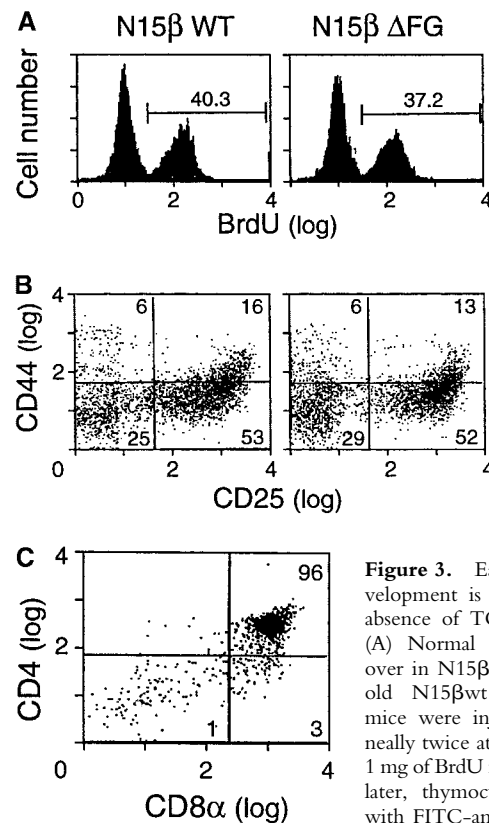 A
N15β WT
N15β ΔFG
Cell number
40.3
37.2
0
2
4
0
2
4
BrdU (log)
B
CD44 (log)
4
2
0
6
16
25
53
6
13
29
52
0
2
4
0
2
4
CD25 (log)
C
CD4 (log)
4
2
0
96
1
3
0
2
4
CD8α (log)
Figure 3. Ea
velopment is
absence of TC
(A) Normal
over in N15β
old N15βwt
mice were inj
neally twice at
1 mg of BrdU
later, thymoc
with FITC-an